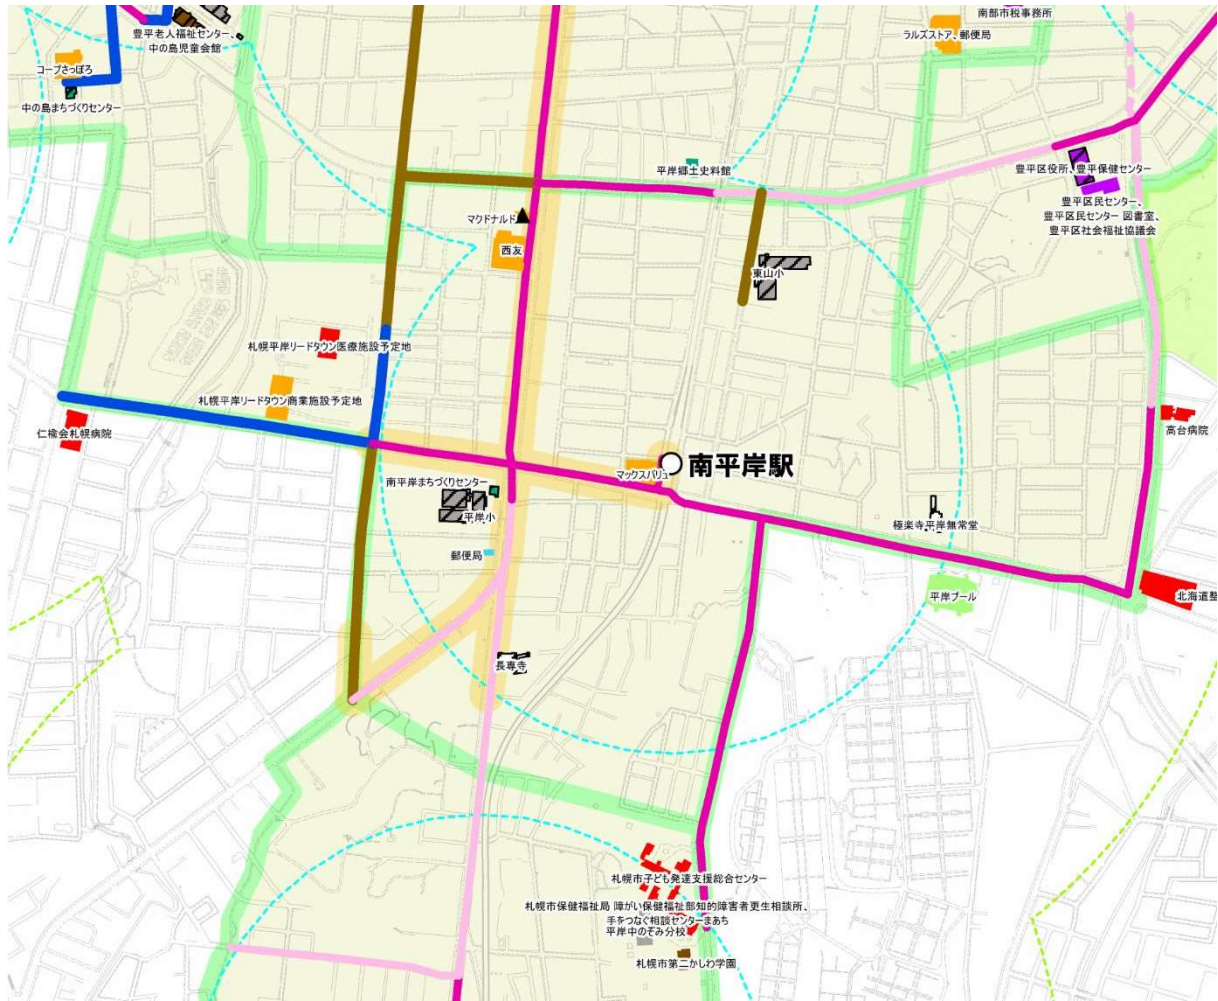 南部市税事務所
豊平老人福祉センター、
中の島児童会館
ラルズストア、郵便局
コープさっぽろ
中の島まちづくりセンター
平岸郷土史料館
豊平区役所、豊平保健センター
豊平区民センター、
豊平区民センター 図書室、
豊平区社会福祉協議会
マクドナルド
西友
東山小
札幌平岸リードタウン医療施設予定地
札幌平岸リードタウン商業施設予定地
仁楡会札幌病院
高台病院
南平岸駅
マックスバリュ
南平岸まちづくりセンター
平岸小
極楽寺平岸無常堂
郵便局
平岸プール
北海道整
長専寺
札幌市子ども発達支援総合センター
札幌市保健福祉局 障がい保健福祉部知的障害者更生相談所、
手をつなぐ相談センターまあち
平岸中のぞみ分校
札幌市第二かしわ学園